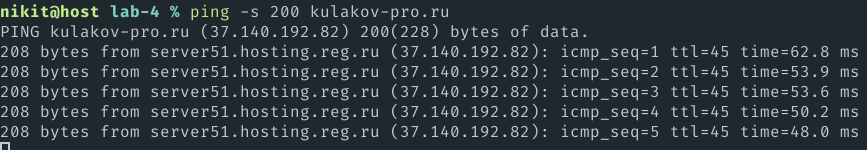 nikit@host lab-4 % ping -s 200 kulakov-pro.ru
PING kulakov-pro.ru (37.140.192.82) 200(228) bytes of data.
208 bytes from server51.hosting.reg.ru (37.140.192.82): icmp_seq=1 ttl=45 time=62.8 ms
208 bytes from server51.hosting.reg.ru (37.140.192.82): icmp_seq=2 ttl=45 time=53.9 ms
208 bytes from server51.hosting.reg.ru (37.140.192.82): icmp_seq=3 ttl=45 time=53.6 ms
208 bytes from server51.hosting.reg.ru (37.140.192.82): icmp_seq=4 ttl=45 time=50.2 ms
208 bytes from server51.hosting.reg.ru (37.140.192.82): icmp_seq=5 ttl=45 time=48.0 ms